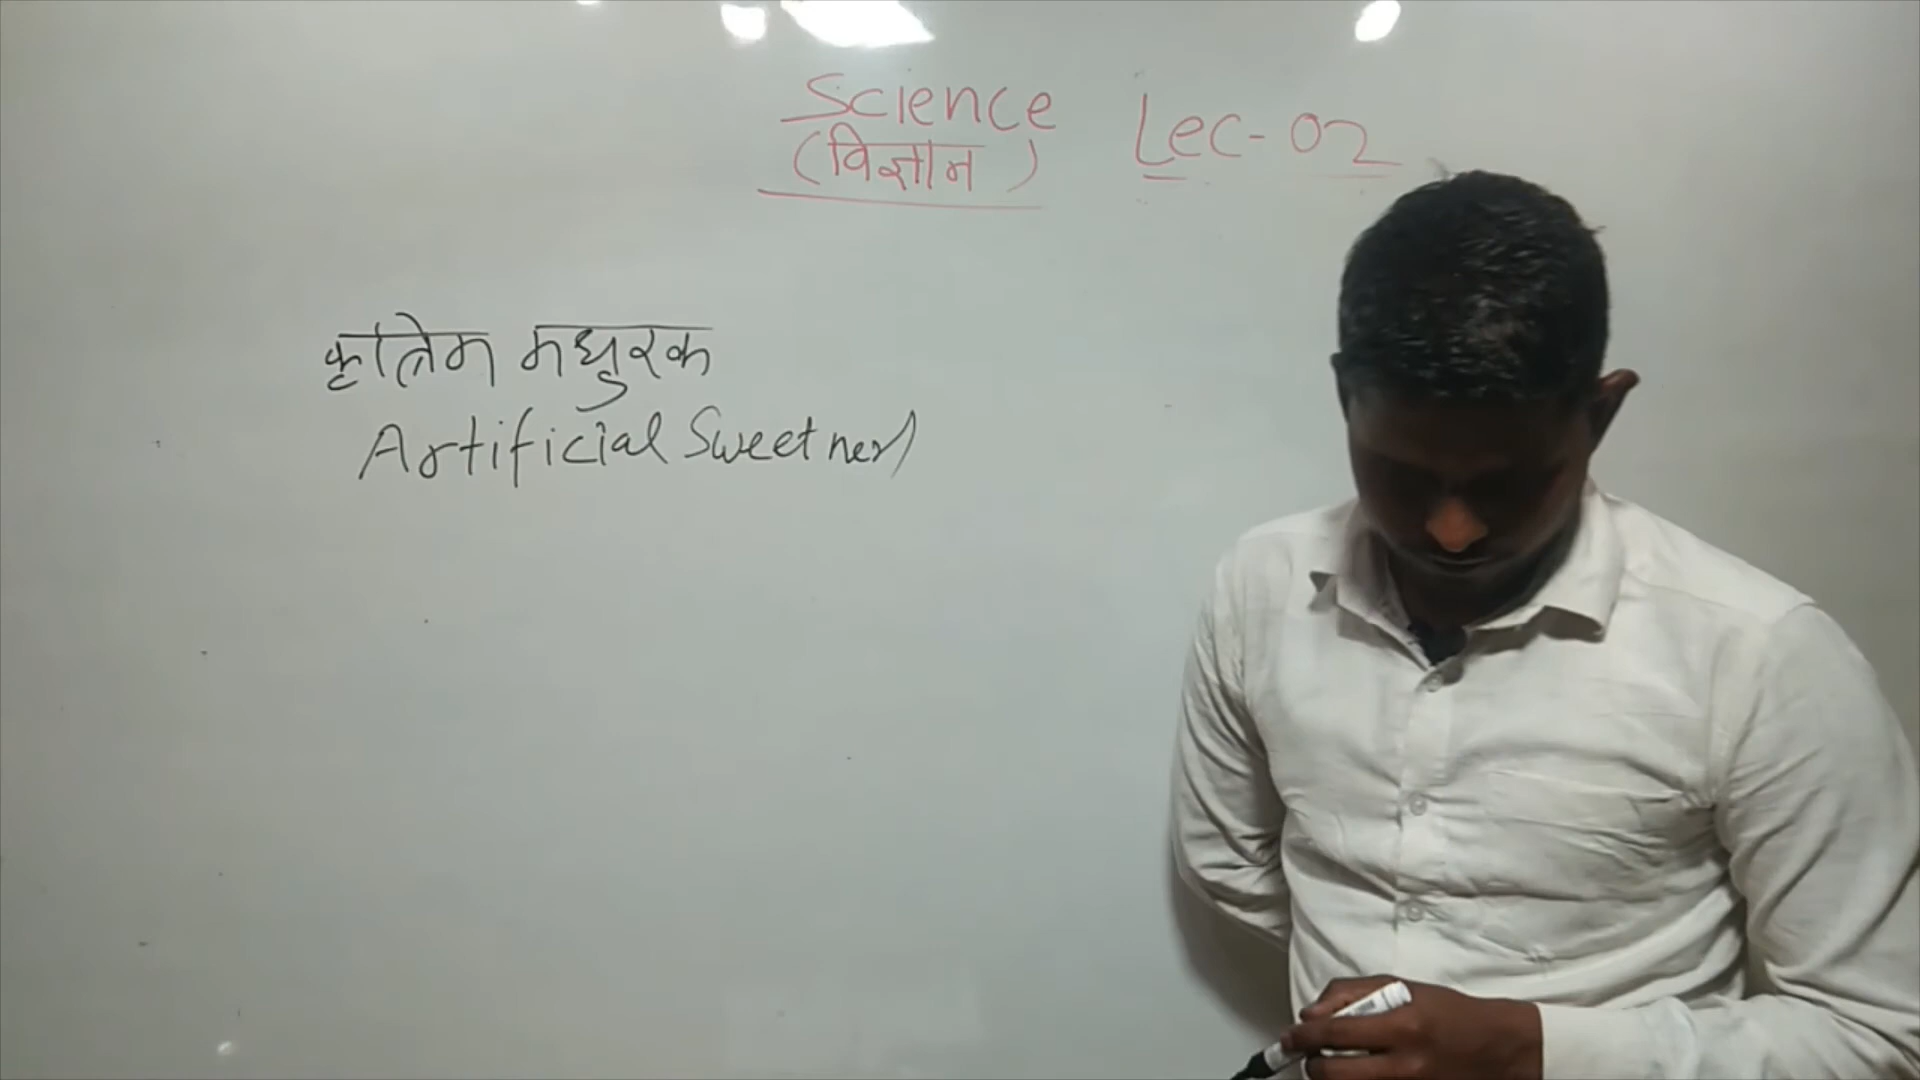 Science Lec-02
(विज्ञान)
कृत्रिम मधुरक
Artificial Sweetner